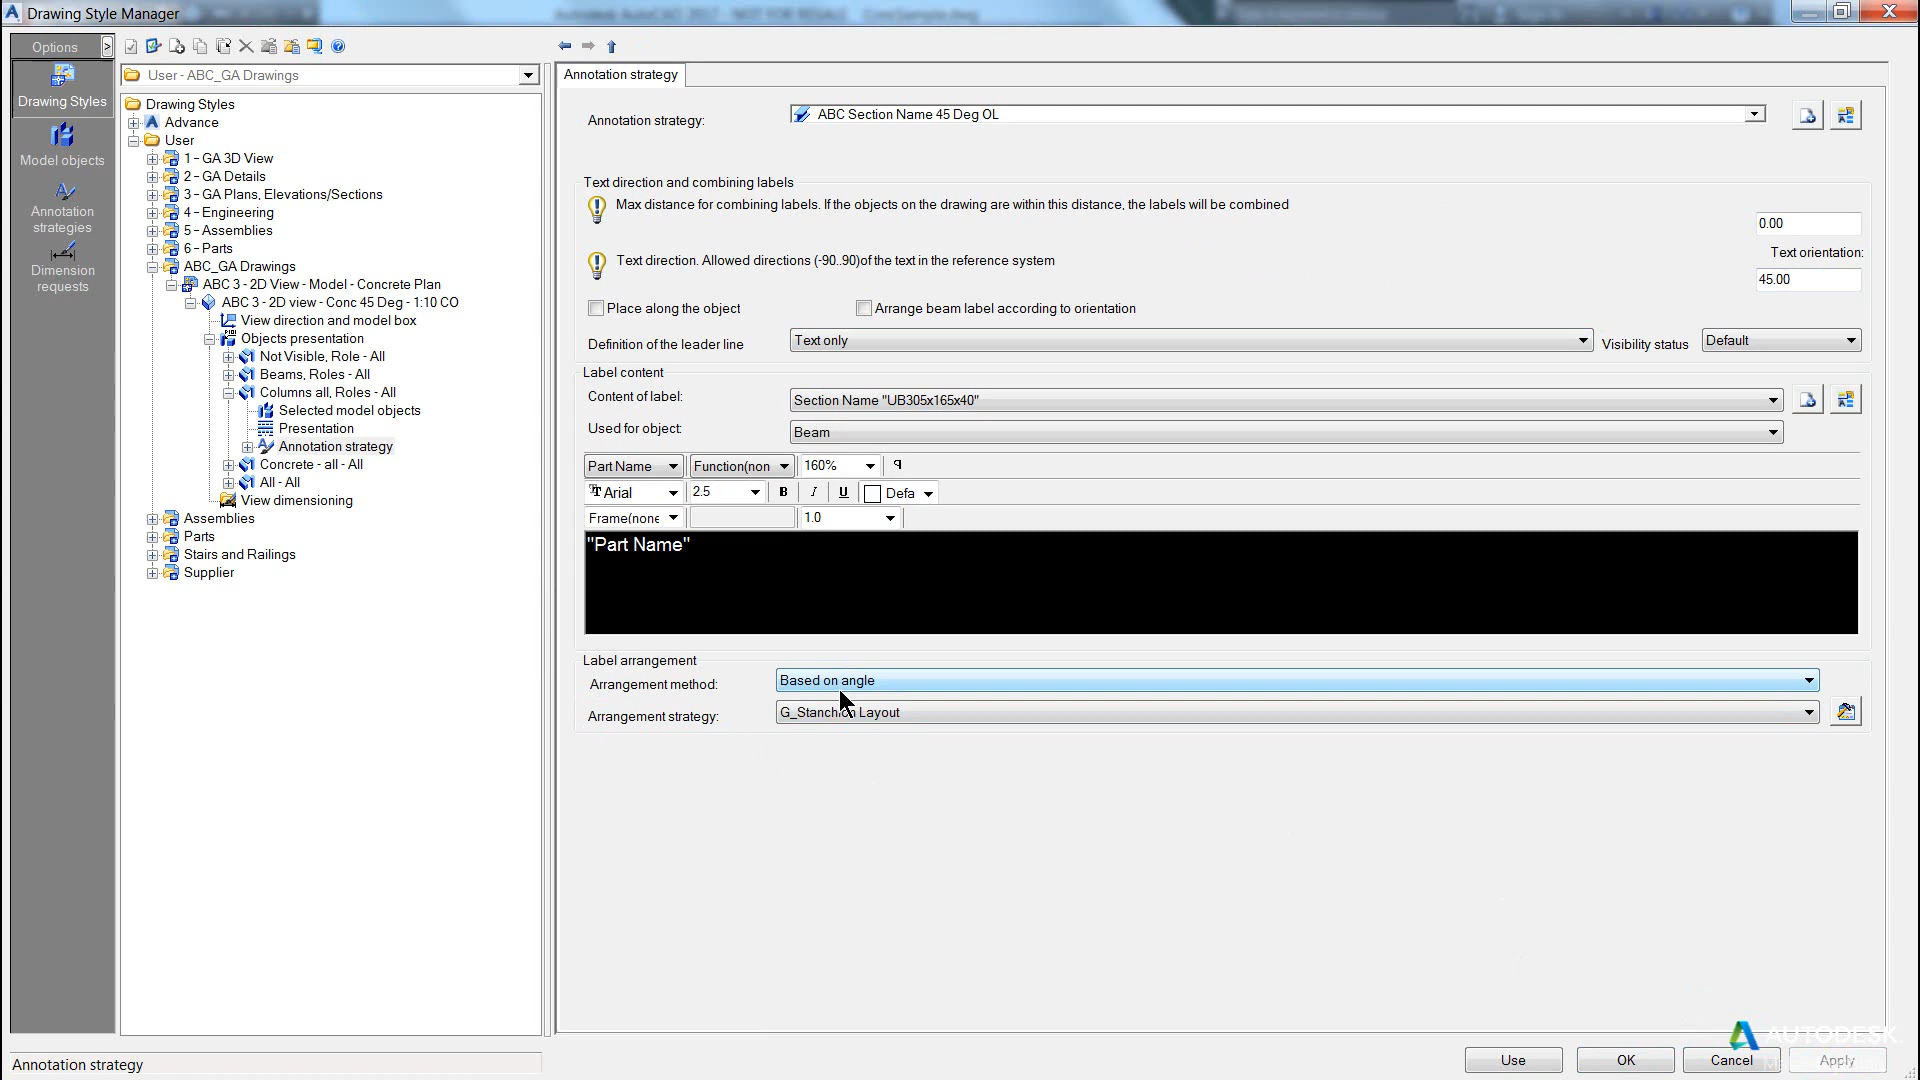 Drawing Style Manager
Options
>
Drawing Styles
Model objects
Annotation
strategies
Dimension
requests
User - ABC_GA Drawings
Drawing Styles
Advance
User
1 - GA 3D View
2 - GA Details
3 - GA Plans, Elevations/Sections
4 - Engineering
5 - Assemblies
6 - Parts
ABC_GA Drawings
ABC 3 - 2D View - Model - Concrete Plan
ABC 3 - 2D view - Conc 45 Deg - 1:10 CO
View direction and model box
Objects presentation
Not Visible, Role - All
Beams, Roles - All
Columns all, Roles - All
Selected model objects
Presentation
Annotation strategy
Concrete - all - All
All - All
View dimensioning
Assemblies
Parts
Stairs and Railings
Supplier
Annotation strategy
Annotation strategy:
ABC Section Name 45 Deg OL
Text direction and combining labels
Max distance for combining labels. If the objects on the drawing are within this distance, the labels will be combined
0.00
Text orientation:
Text direction. Allowed directions (-90..90)of the text in the reference system
45.00
Place along the object
Arrange beam label according to orientation
Definition of the leader line
Text only
Visibility status
Default
Label content
Content of label:
Section Name "UB305x165x40"
Used for object:
Beam
Part Name
Function(non
160%
Arial
2.5
B
I
U
Defa
Frame(none
1.0
"Part Name"
Label arrangement
Arrangement method:
Based on angle
Arrangement strategy:
G_Stanchion Layout
AUTODESK.
Use
OK
Cancel
Apply
Annotation strategy